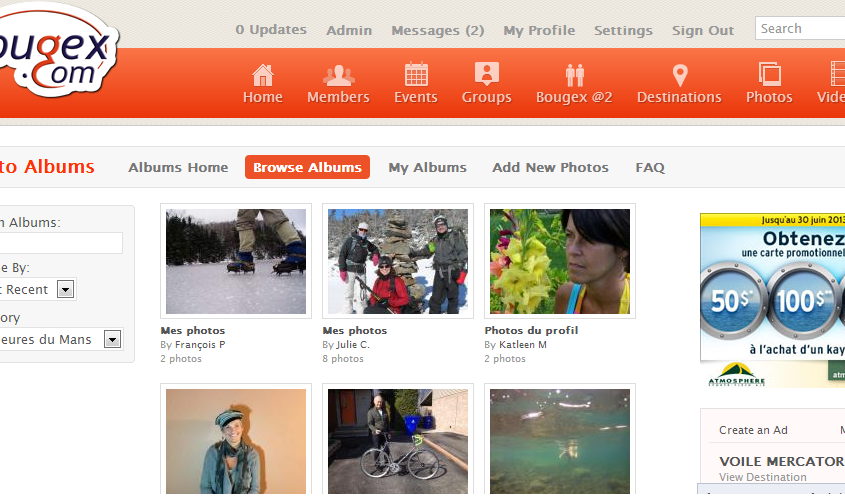 0 Updates Admin Messages (2) My Profile Settings Sign Out Search
ougex
.com
Home Members Events Groups Bougex @2 Destinations Photos
to Albums Albums Home Browse Albums My Albums Add New Photos FAQ
Albums:
By:
Recent
eures du Mans
Mes photos
By François P
2 photos
Mes photos
By Julie C.
8 photos
Photos du profil
By Katleen M
2 photos
Jusqu'au 30 juin 2013
Obtenez
une carte promotionnel
50$* 100$
à l'achat d'un kay
ATMOSPHERE
atm
Create an Ad
VOILE MERCATOR
View Destination